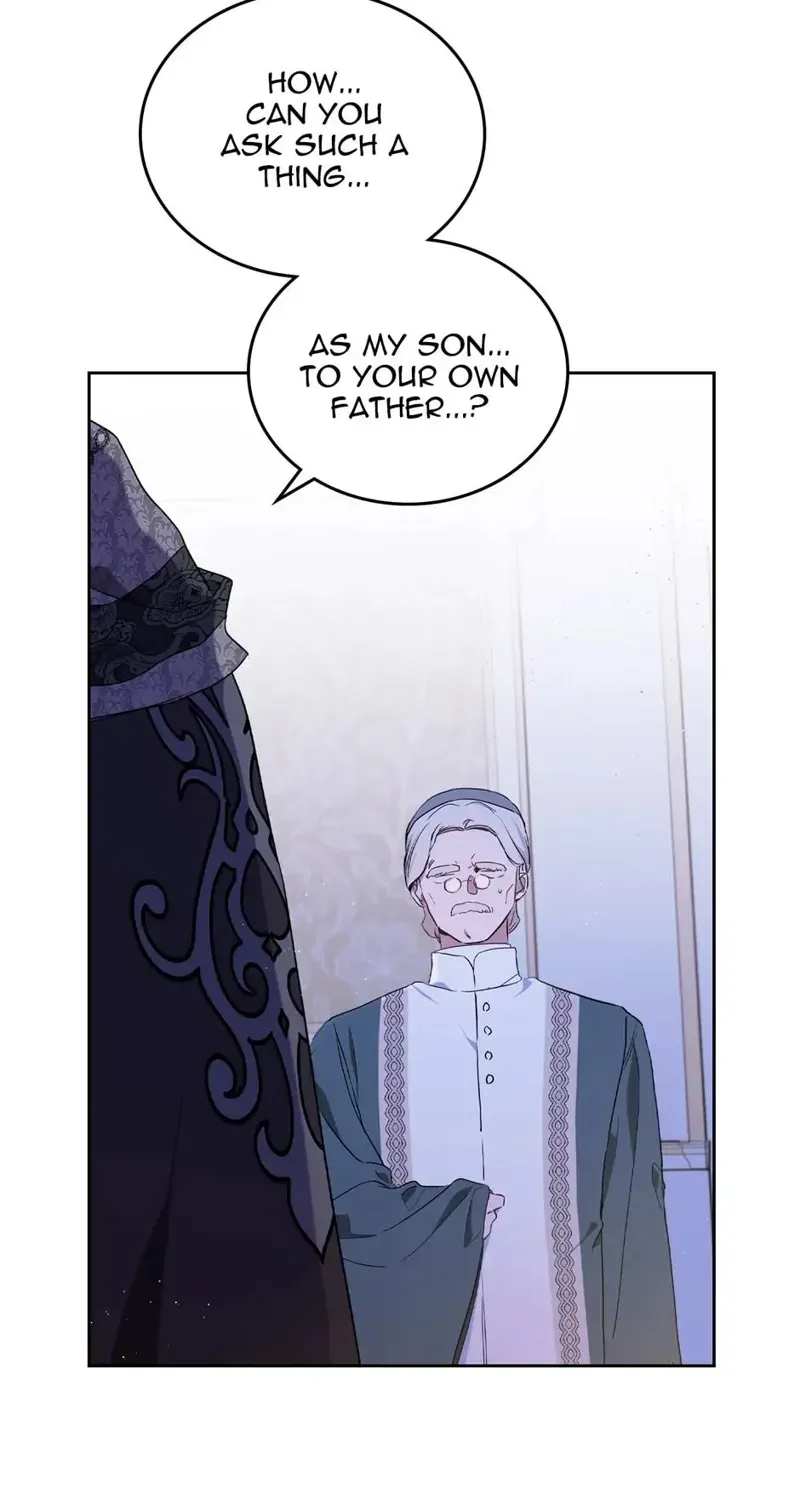 HOW...
CAN YOU
ASK SUCH A
THING...
AS MY SON...
TO YOUR OWN
FATHER...?